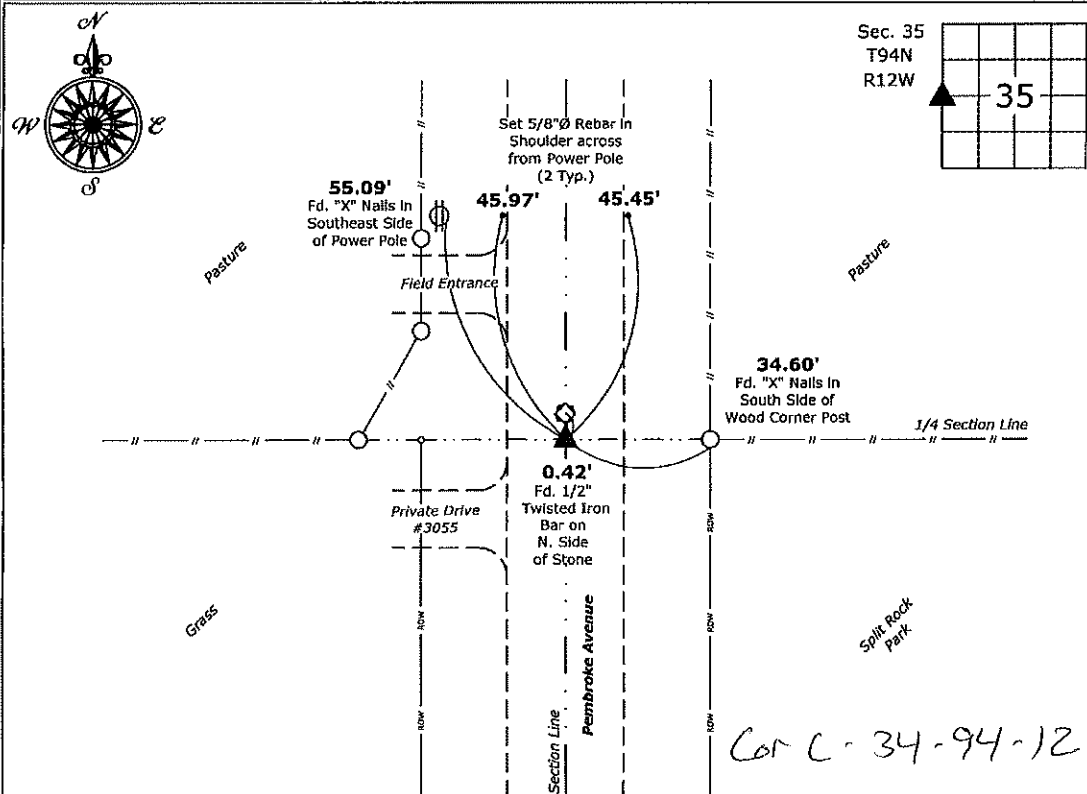 N
W
E
S
Sec. 35
T94N
R12W
35
Set 5/8"Ø Rebar in
Shoulder across
from Power Pole
(2 Typ.)
55.09'
Fd. "X" Nails in
Southeast Side
of Power Pole
45.97'
45.45'
Pasture
Pasture
Field Entrance
34.60'
Fd. "X" Nails in
South Side of
Wood Corner Post
1/4 Section Line
0.42'
Fd. 1/2"
Twisted Iron
Bar on
N. Side
of Stone
Private Drive
#3055
Grass
Split Rock
Park
ROW
ROW
ROW
ROW
Section Line
Pembroke Avenue
Cor C - 34-94-12